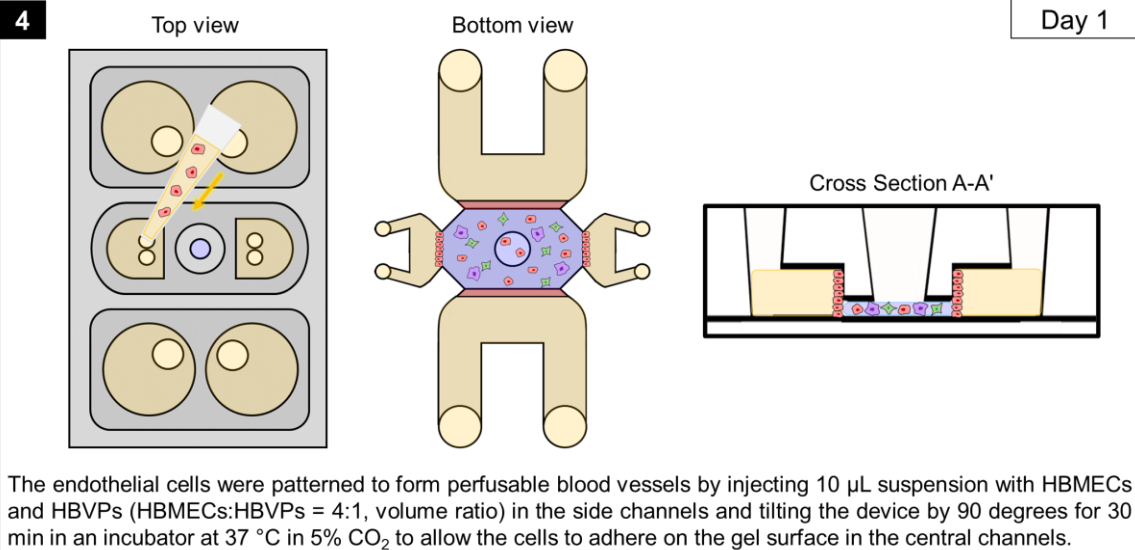 4
Top view
Bottom view
Day 1
Cross Section A-A'
The endothelial cells were patterned to form perfusable blood vessels by injecting 10 µL suspension with HBMECs
and HBVPs (HBMECs:HBVPs = 4:1, volume ratio) in the side channels and tilting the device by 90 degrees for 30
min in an incubator at 37 °C in 5% CO₂ to allow the cells to adhere on the gel surface in the central channels.